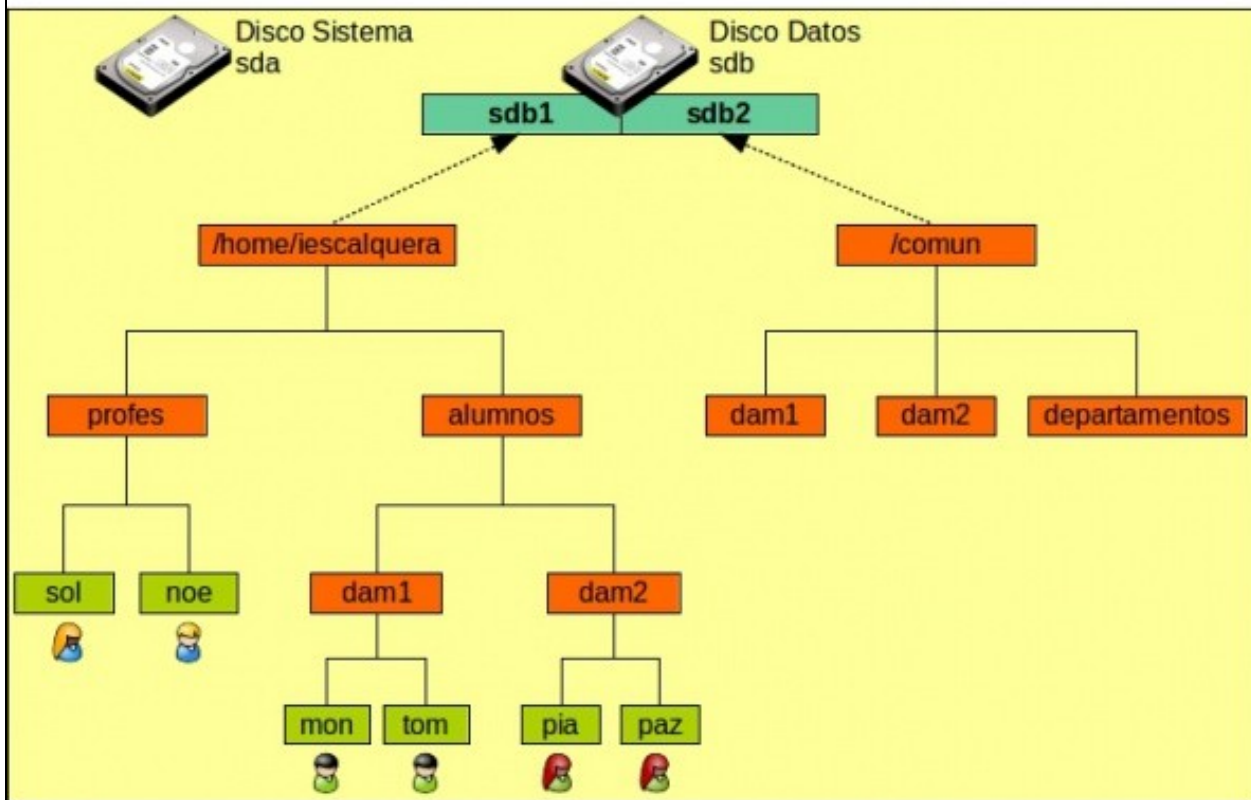 Disco Sistema
sda
Disco Datos
sdb
sdb1
sdb2
/home/iescalquera
/comun
profes
alumnos
dam1
dam2
departamentos
sol
noe
dam1
dam2
mon
tom
pia
paz